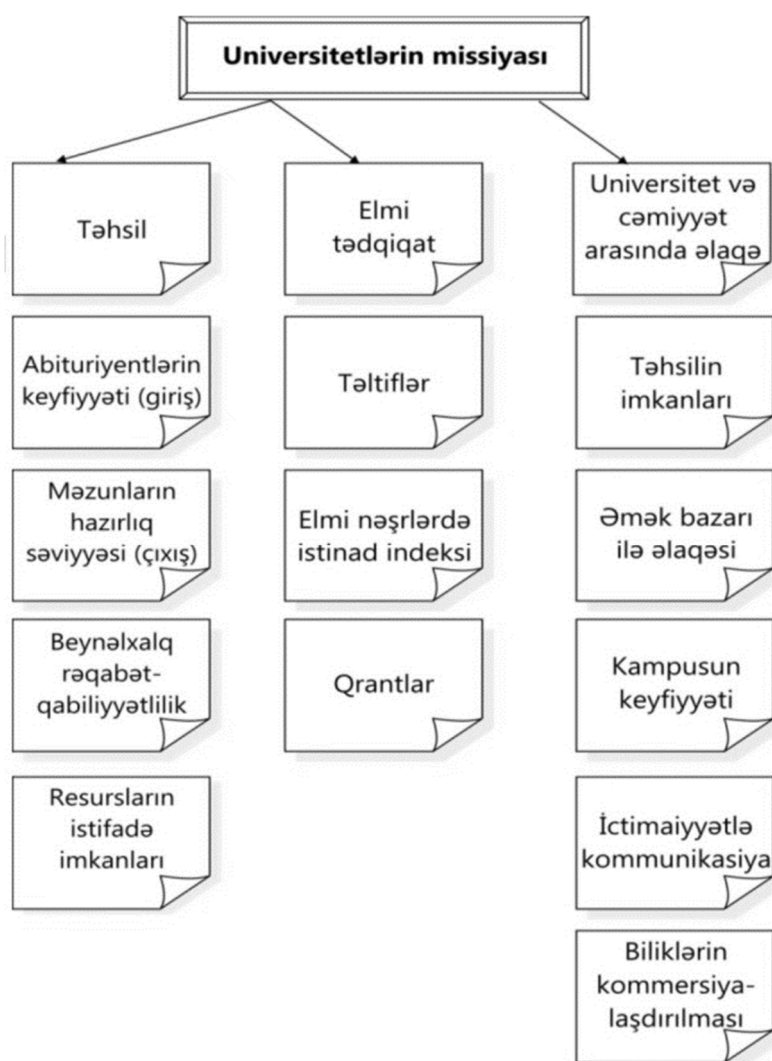 Universitetlərin missiyası
Təhsil
Abituriyentlərin
keyfiyyəti (giriş)
Məzunların
hazırlıq
səviyyəsi (çıxış)
Beynəlxalq
rəqabət-
qabiliyyətlilik
Resursların
istifadə
imkanları
Elmi
tədqiqat
Təltiflər
Elmi nəşrlərdə
istinad indeksi
Qrantlar
Universitet və
cəmiyyət
arasında əlaqə
Təhsilin
imkanları
Əmək bazarı
ilə əlaqəsi
Kampusun
keyfiyyəti
İctimaiyyətlə
kommunikasiya
Biliklərin
kommersiya-
laşdırılması